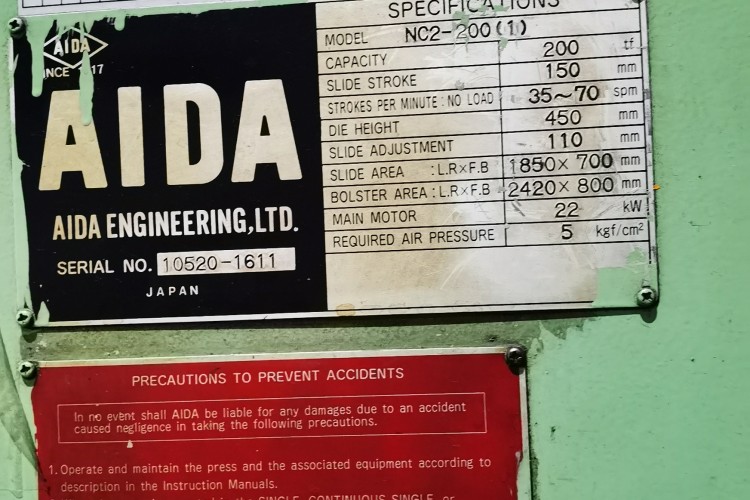 AIDA
AIDA
AIDA ENGINEERING,LTD.
SERIAL NO. 10520-1611
JAPAN
SPECIFICATIONS
MODEL NC2-200(1)
CAPACITY 200 tf
SLIDE STROKE 150 mm
STROKES PER MINUTE : NO LOAD 35~70 spm
DIE HEIGHT 450 mm
SLIDE ADJUSTMENT 110 mm
SLIDE AREA : L.R×F.B 1850× 700 mm
BOLSTER AREA : L.R×F.B 2420× 800 mm
MAIN MOTOR 22 kW
REQUIRED AIR PRESSURE 5 kgf/cm²
PRECAUTIONS TO PREVENT ACCIDENTS
In no event shall AIDA be liable for any damages due to an accident
caused negligence in taking the following precautions.
1. Operate and maintain the press and the associated equipment according to
description in the Instruction Manuals.
in the SINGLE, CONTINUOUS SINGLE, or